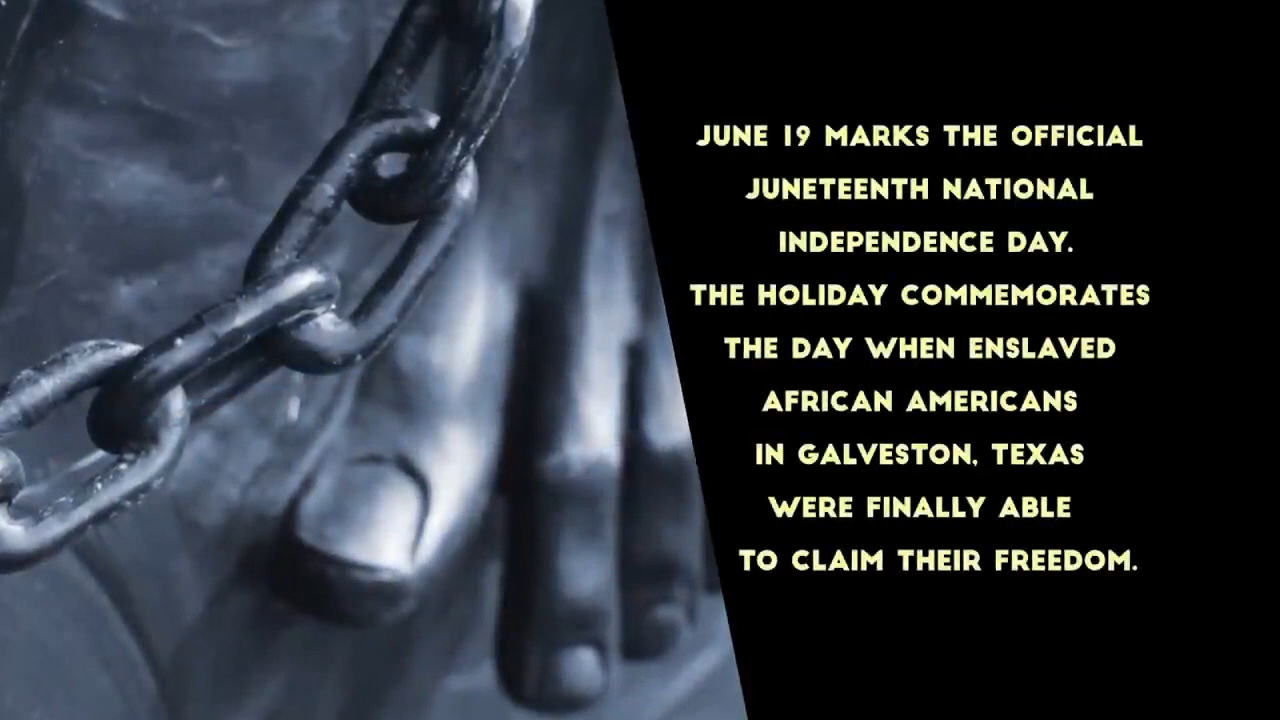 JUNE 19 MARKS THE OFFICIAL
JUNETEENTH NATIONAL
INDEPENDENCE DAY.
THE HOLIDAY COMMEMORATES
THE DAY WHEN ENSLAVED
AFRICAN AMERICANS
IN GALVESTON, TEXAS
WERE FINALLY ABLE
TO CLAIM THEIR FREEDOM.